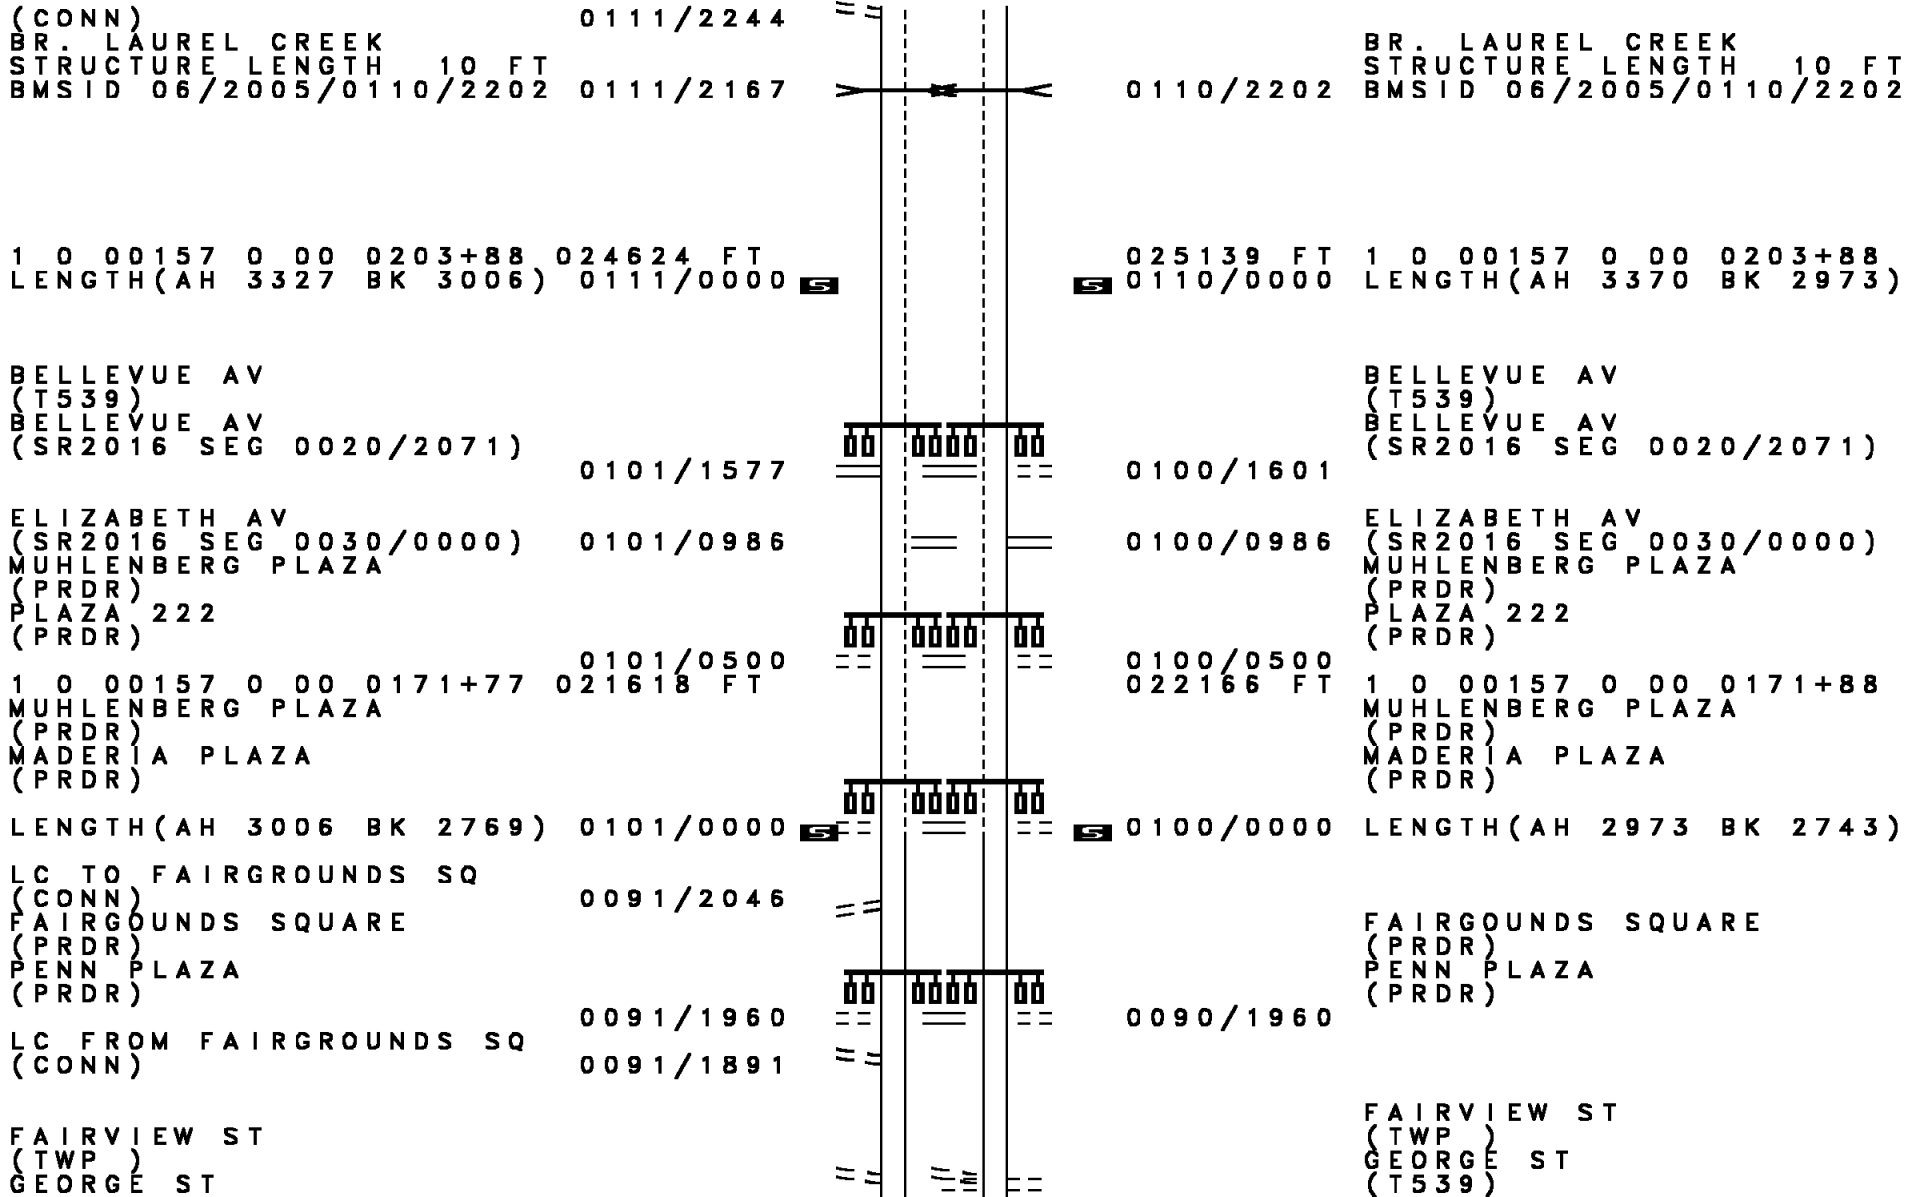 (CONN) 0111/2244
BR. LAUREL CREEK
STRUCTURE LENGTH 10 FT
BMSID 06/2005/0110/2202 0111/2167
1 0 00157 0 00 0203+88 024624 FT
LENGTH(AH 3327 BK 3006) 0111/0000 S
BELLEVUE AV
(T539)
BELLEVUE AV
(SR2016 SEG 0020/2071)
0101/1577
ELIZABETH AV
(SR2016 SEG 0030/0000) 0101/0986
MUHLENBERG PLAZA
(PRDR)
PLAZA 222
(PRDR)
0101/0500
1 0 00157 0 00 0171+77 021618 FT
MUHLENBERG PLAZA
(PRDR)
MADERIA PLAZA
(PRDR)
LENGTH(AH 3006 BK 2769) 0101/0000 S
LC TO FAIRGROUNDS SQ
(CONN) 0091/2046
FAIRGOUNDS SQUARE
(PRDR)
PENN PLAZA
(PRDR)
0091/1960
LC FROM FAIRGROUNDS SQ
(CONN) 0091/1891
FAIRVIEW ST
(TWP )
GEORGE ST
BR. LAUREL CREEK
STRUCTURE LENGTH 10 FT
0110/2202 BMSID 06/2005/0110/2202
025139 FT 1 0 00157 0 00 0203+88
S 0110/0000 LENGTH(AH 3370 BK 2973)
BELLEVUE AV
(T539)
BELLEVUE AV
(SR2016 SEG 0020/2071)
0100/1601
ELIZABETH AV
0100/0986 (SR2016 SEG 0030/0000)
MUHLENBERG PLAZA
(PRDR)
PLAZA 222
(PRDR)
0100/0500
022166 FT 1 0 00157 0 00 0171+88
MUHLENBERG PLAZA
(PRDR)
MADERIA PLAZA
(PRDR)
S 0100/0000 LENGTH(AH 2973 BK 2743)
FAIRGOUNDS SQUARE
(PRDR)
PENN PLAZA
(PRDR)
0090/1960
FAIRVIEW ST
(TWP )
GEORGE ST
(T539)